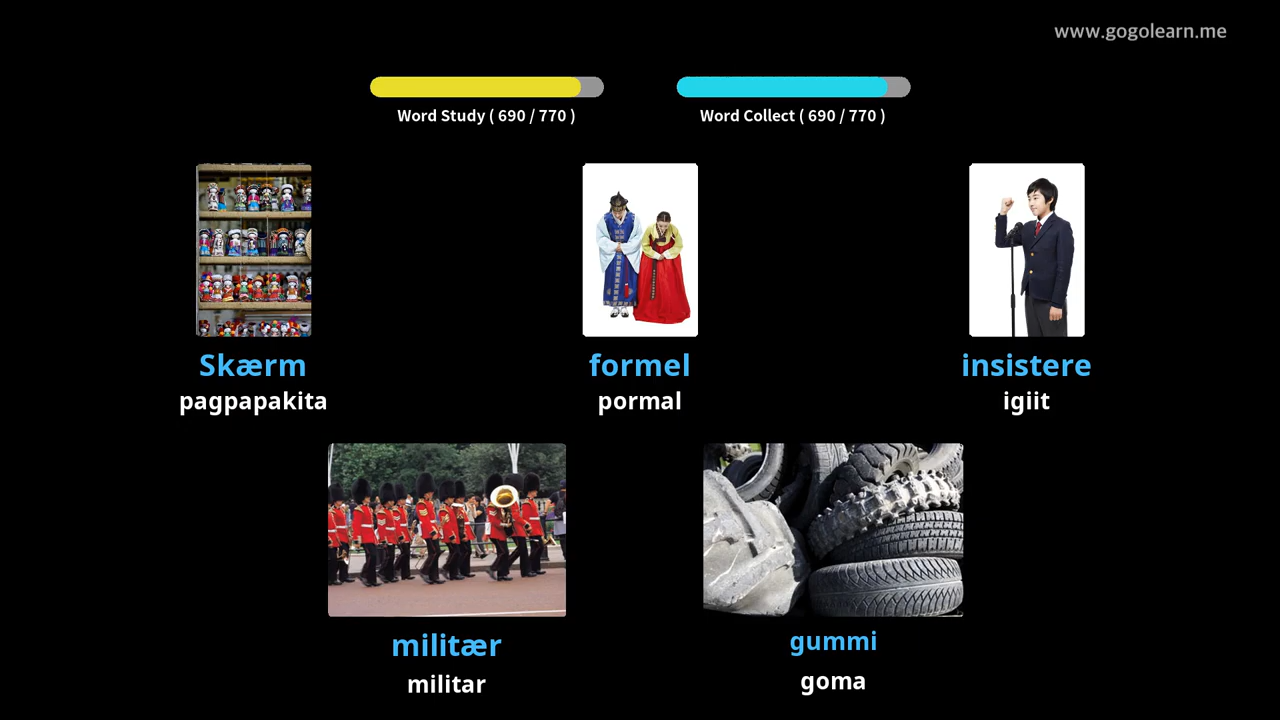 www.gogolearn.me
Word Study ( 690 / 770 )
Word Collect ( 690 / 770 )
Skærm
pagpapakita
formel
pormal
insistere
igiit
militær
militar
gummi
goma